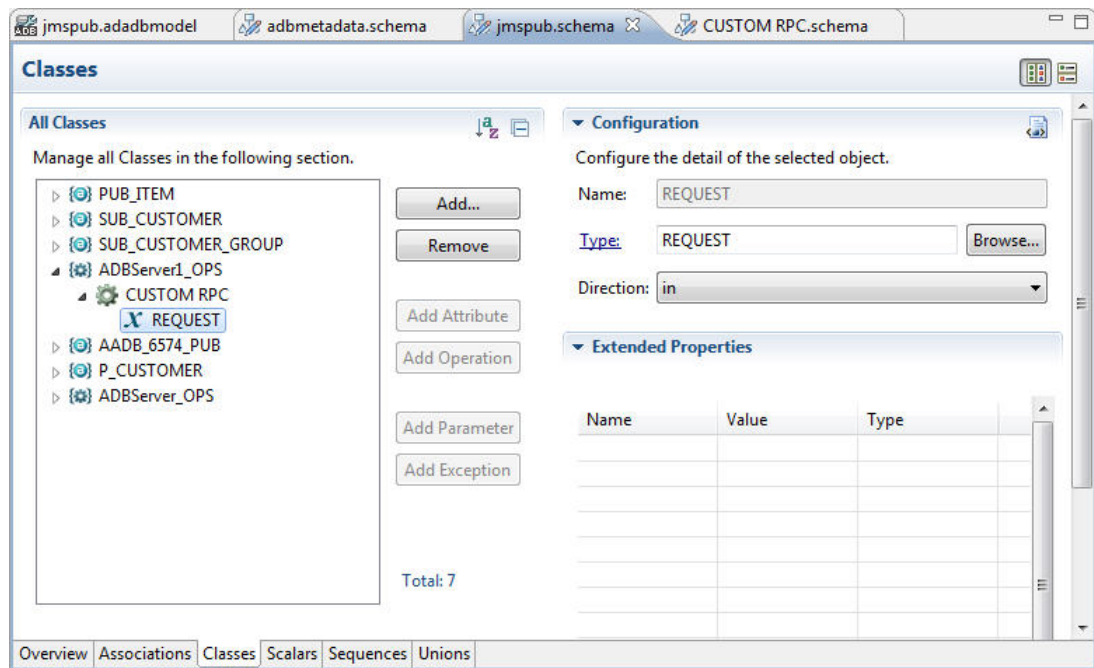 jmspub.adadbmodel adbmetadata.schema jmspub.schema CUSTOM RPC.schema
ADB
Classes
All Classes
Manage all Classes in the following section.
PUB_ITEM
SUB_CUSTOMER
SUB_CUSTOMER_GROUP
ADBServer1_OPS
CUSTOM RPC
X REQUEST
AADB_6574_PUB
P_CUSTOMER
ADBServer_OPS
Add...
Remove
Add Attribute
Add Operation
Add Parameter
Add Exception
Total: 7
Configuration
Configure the detail of the selected object.
Name: REQUEST
Type: REQUEST Browse...
Direction: in
Extended Properties
Name Value Type
Overview Associations Classes Scalars Sequences Unions